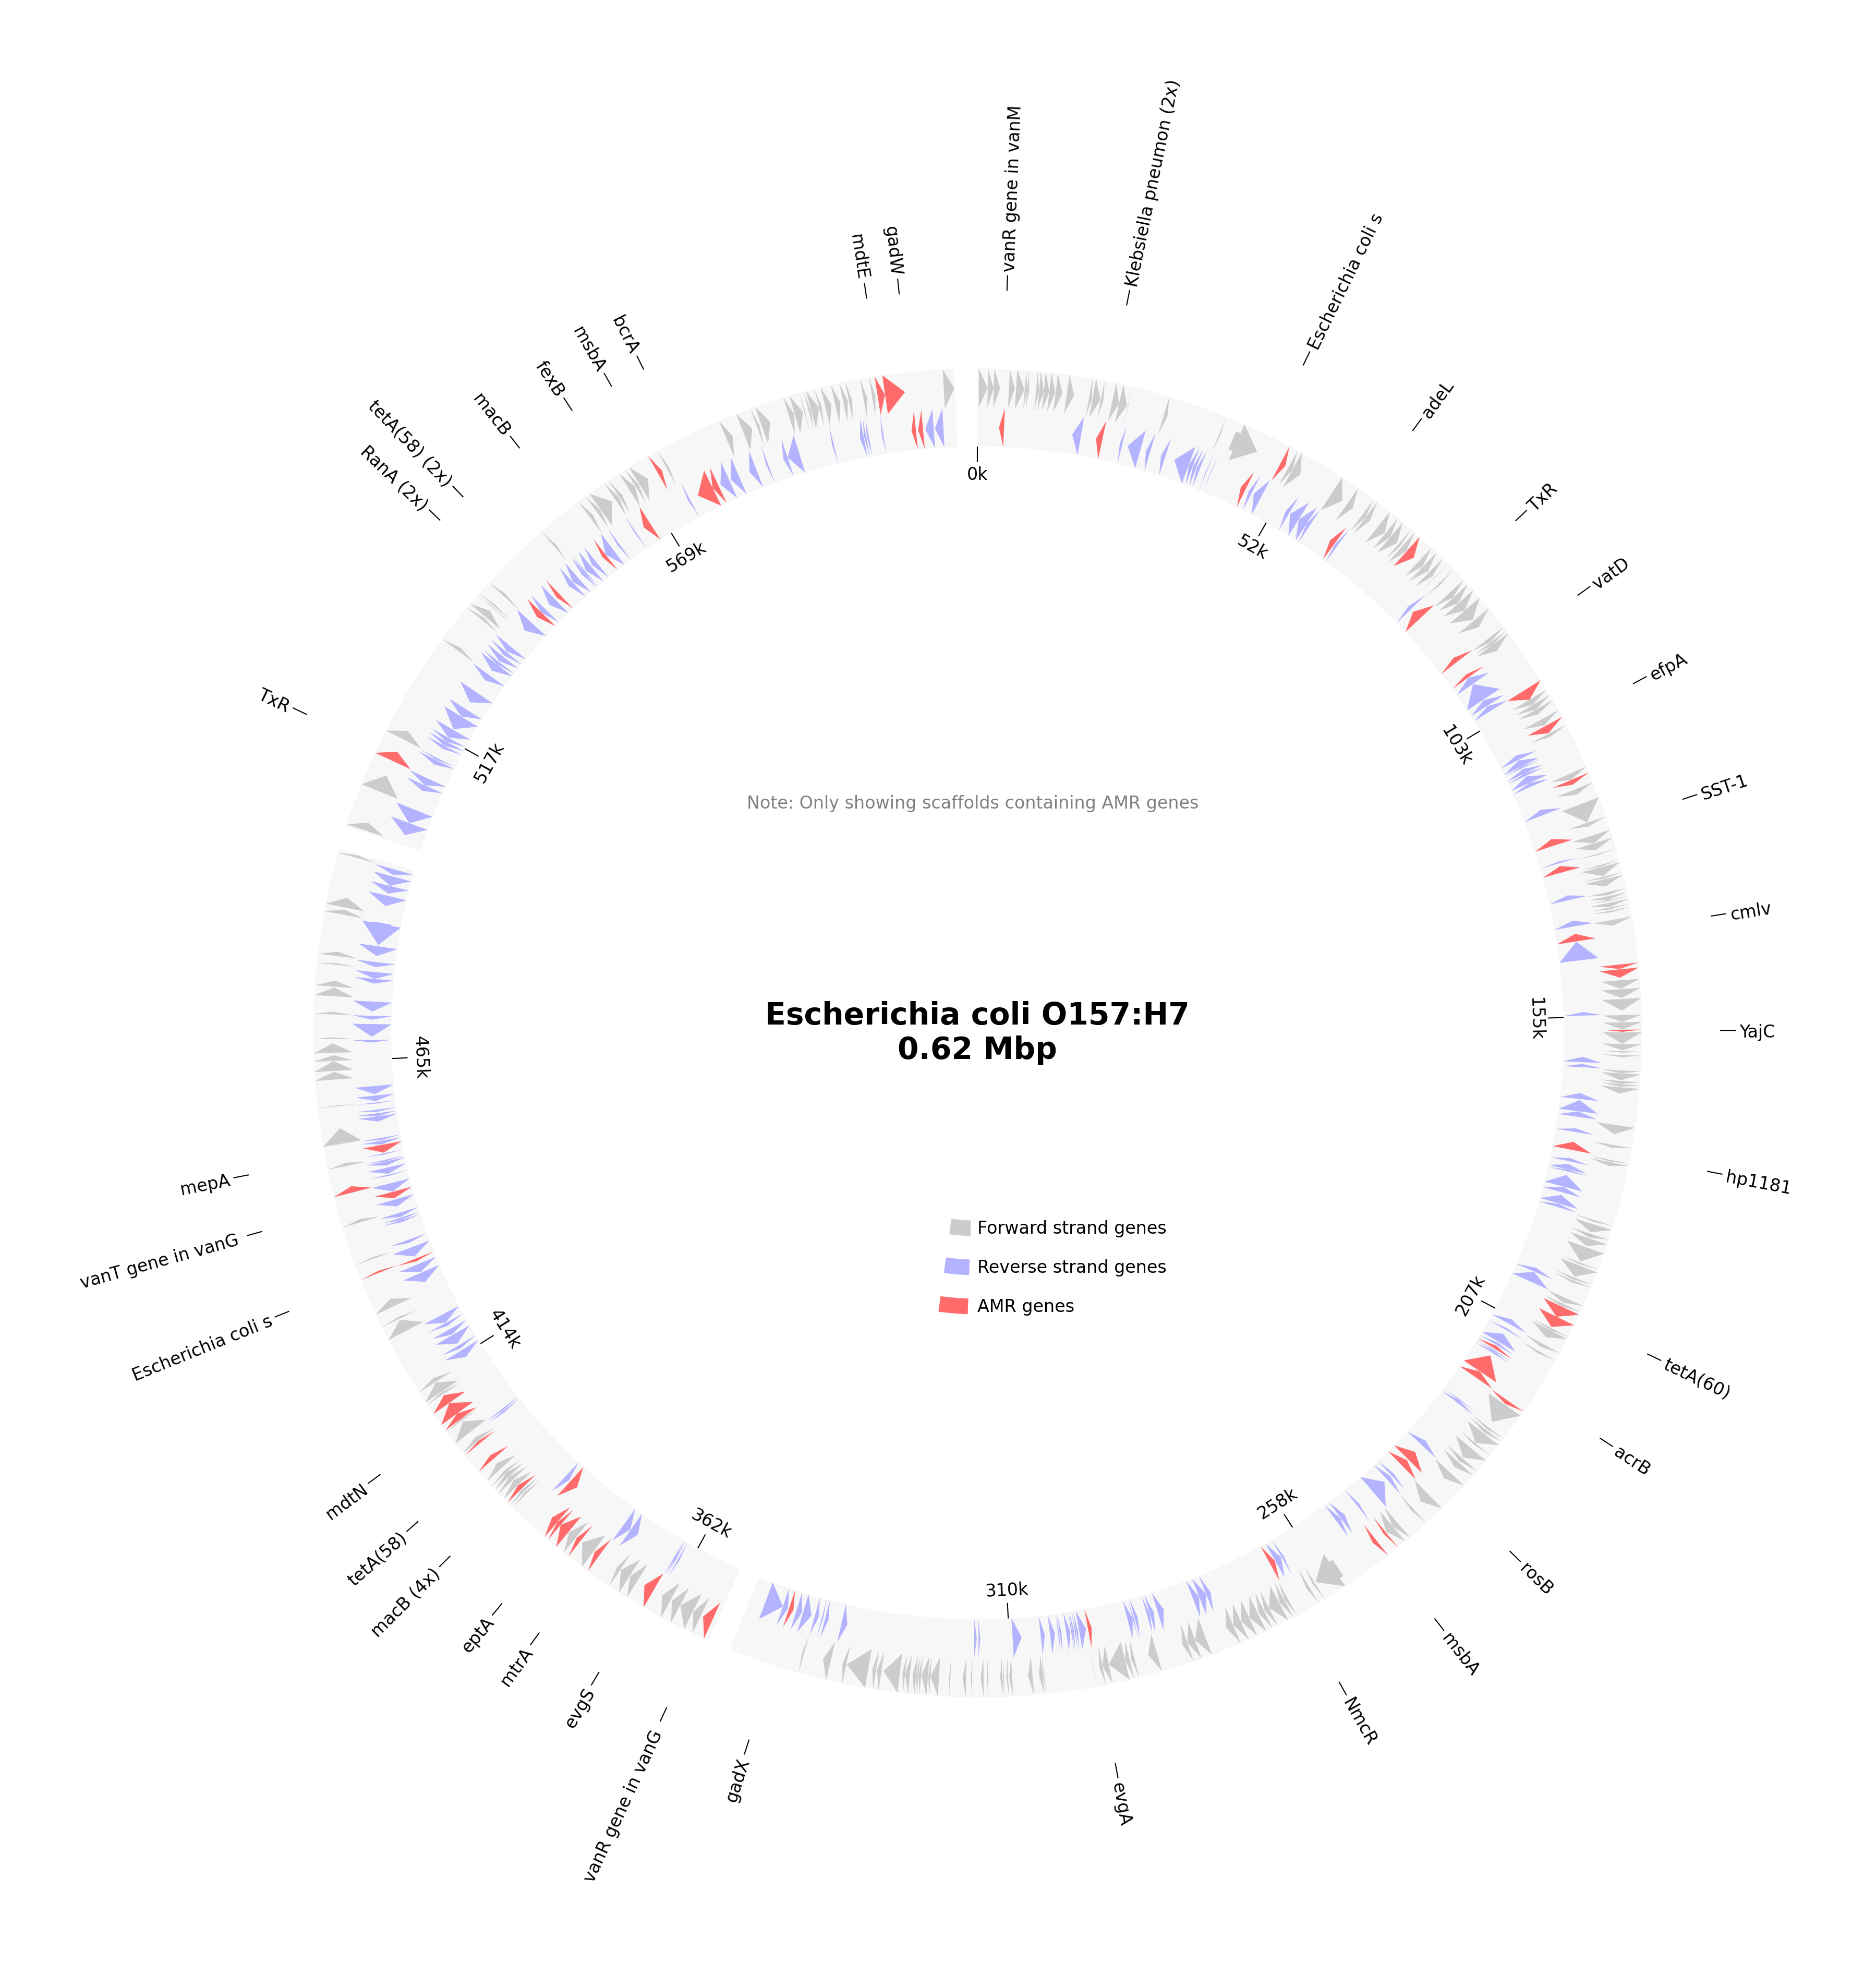 vanR gene in vanM
Klebsiella pneumon (2x)
Escherichia coli s
adeL
TxR
vatD
efpA
SST-1
cmlv
YajC
hp1181
tetA(60)
acrB
rosB
msbA
NmcR
evgA
gadX
vanR gene in vanG
evgS
mtrA
eptA
macB (4x)
tetA(58)
mdtN
Escherichia coli s
vanT gene in vanG
mepA
TxR
RanA (2x)
tetA(58) (2x)
macB
fexB
msbA
bcrA
mdtE
gadW
0k
52k
103k
155k
207k
258k
310k
362k
414k
465k
517k
569k
Note: Only showing scaffolds containing AMR genes
Escherichia coli O157:H7
0.62 Mbp
Forward strand genes
Reverse strand genes
AMR genes